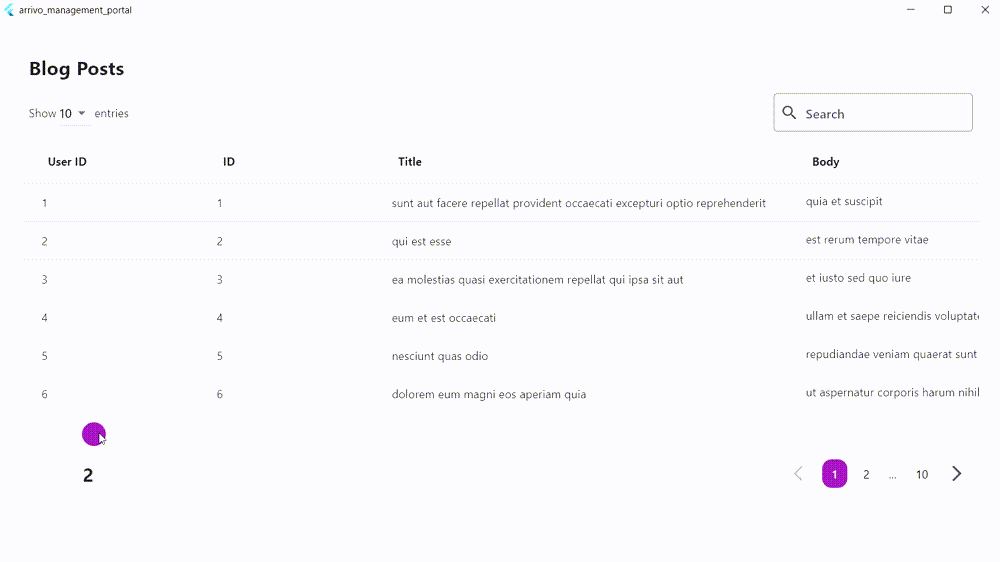 arrivo_management_portal
Blog Posts
Show 10 entries
Search
User ID ID Title Body
1 1 sunt aut facere repellat provident occaecati excepturi optio reprehenderit quia et suscipit
2 2 qui est esse est rerum tempore vitae
3 3 ea molestias quasi exercitationem repellat qui ipsa sit aut et iusto sed quo iure
4 4 eum et est occaecati ullam et saepe reiciendis voluptate
5 5 nesciunt quas odio repudiandae veniam quaerat sunt
6 6 dolorem eum magni eos aperiam quia ut aspernatur corporis harum nihil
2
1 2 ... 10